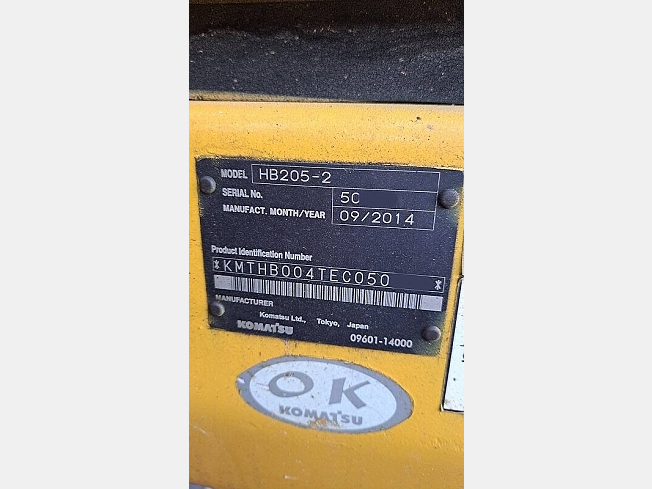 MODEL HB205-2
SERIAL No. 50
MANUFACT. MONTH/YEAR 09/2014
Product Identification Number
*KMTHB004TEC050 *
MANUFACTURER
Komatsu Ltd., Tokyo, Japan
KOMATSU 09601-14000
OK
KOMATSU